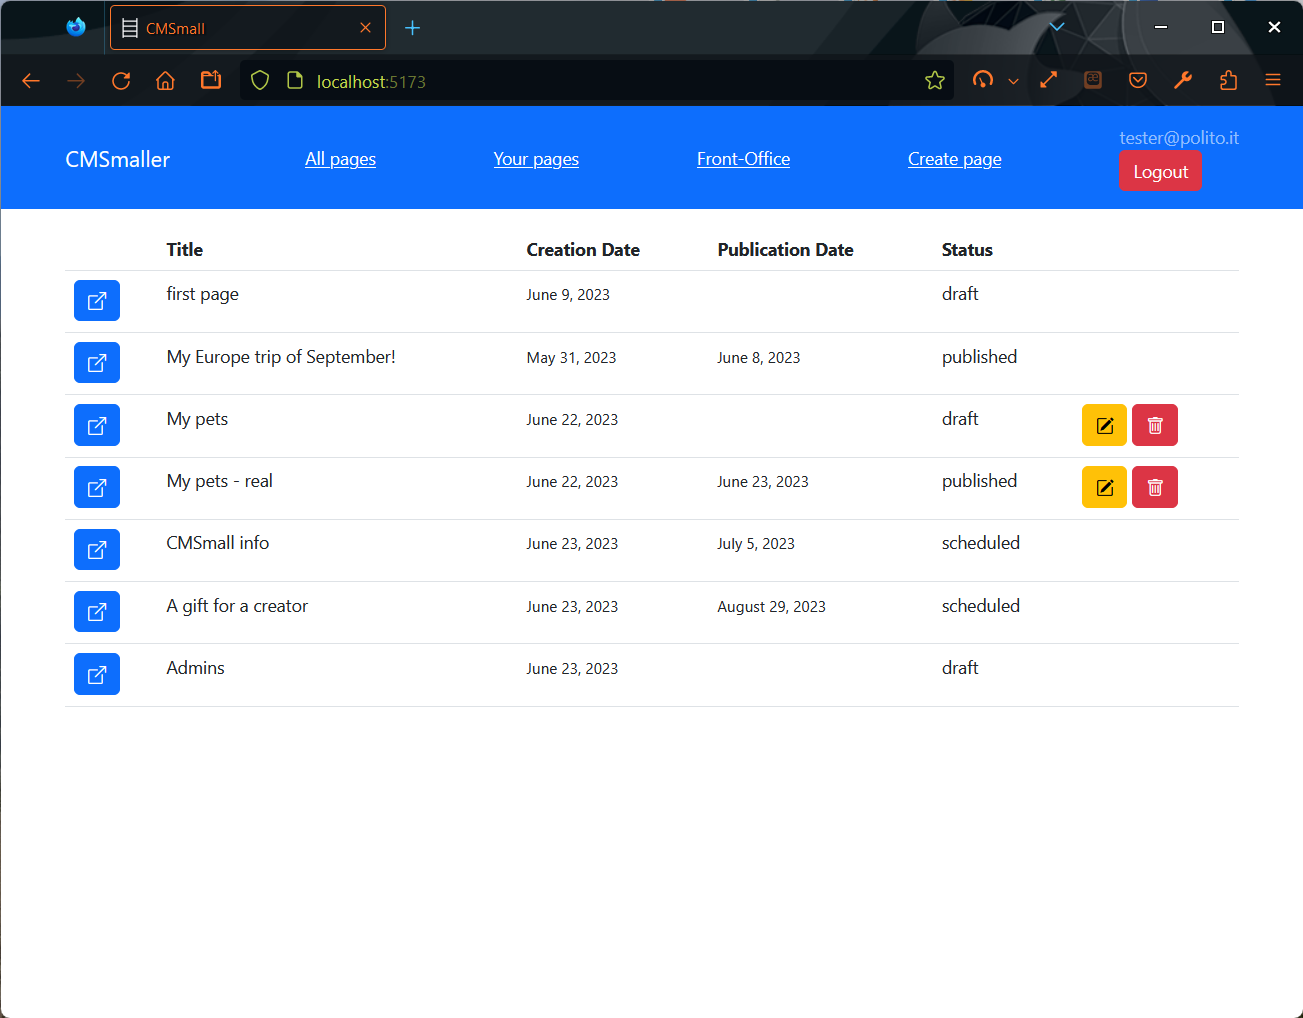 CMSmall
localhost:5173
CMSmaller All pages Your pages Front-Office Create page tester@polito.it
Logout
Title Creation Date Publication Date Status
first page June 9, 2023 draft
My Europe trip of September! May 31, 2023 June 8, 2023 published
My pets June 22, 2023 draft
My pets - real June 22, 2023 June 23, 2023 published
CMSmall info June 23, 2023 July 5, 2023 scheduled
A gift for a creator June 23, 2023 August 29, 2023 scheduled
Admins June 23, 2023 draft